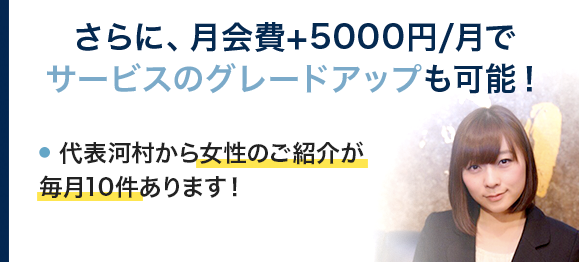 さらに、月会費+5000円/月で
サービスのグレードアップも可能！
● 代表河村から女性のご紹介が
毎月10件あります！